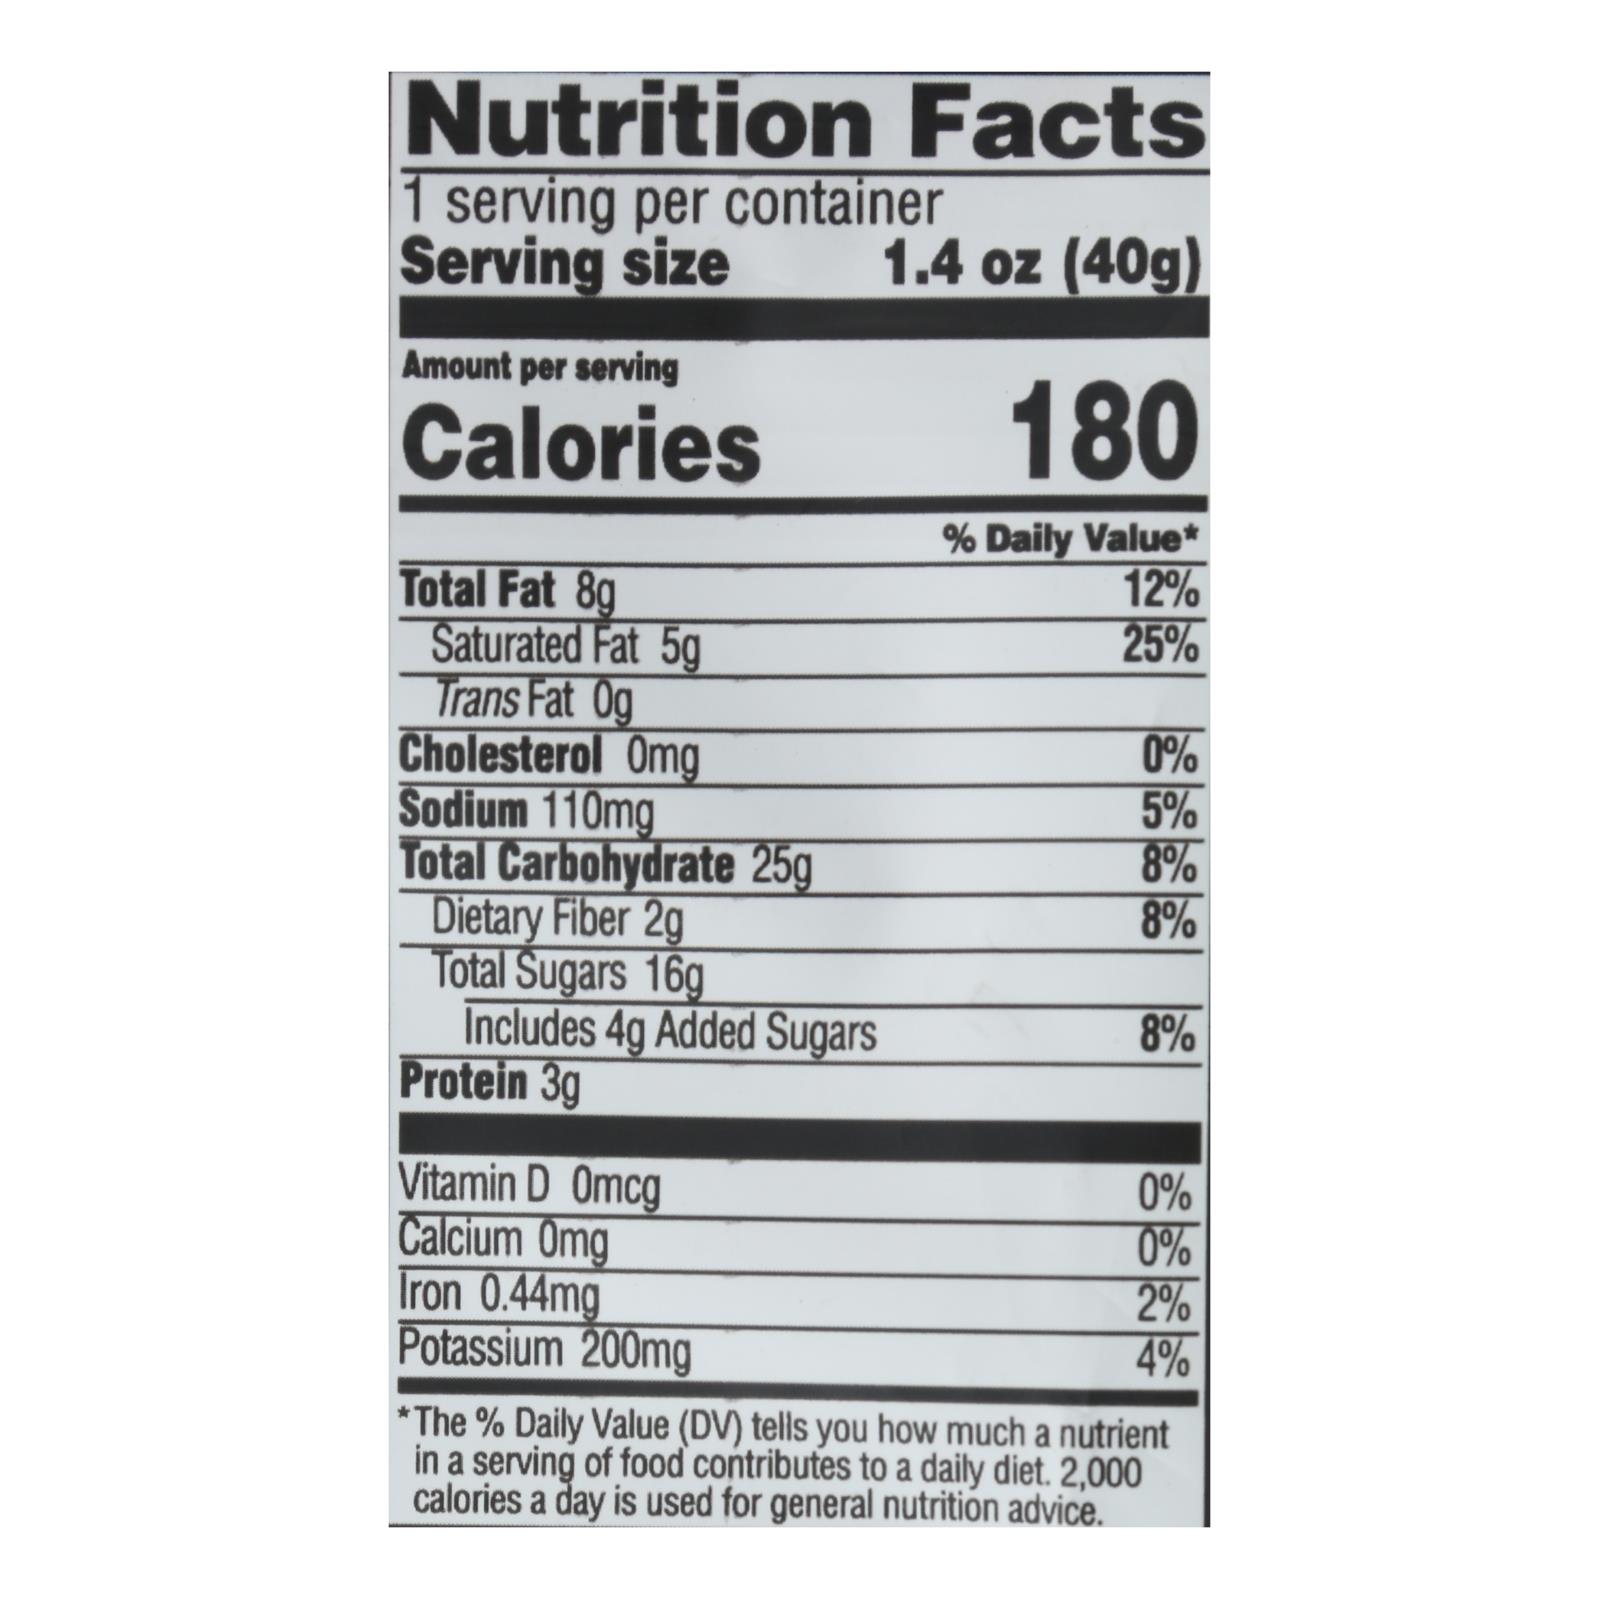 Nutrition Facts
1 serving per container
Serving size 1.4 oz (40g)
Amount per serving
Calories 180
% Daily Value*
Total Fat 8g 12%
Saturated Fat 5g 25%
Trans Fat 0g
Cholesterol 0mg 0%
Sodium 110mg 5%
Total Carbohydrate 25g 8%
Dietary Fiber 2g 8%
Total Sugars 16g
Includes 4g Added Sugars 8%
Protein 3g
Vitamin D 0mcg 0%
Calcium 0mg 0%
Iron 0.44mg 2%
Potassium 200mg 4%
*The % Daily Value (DV) tells you how much a nutrient
in a serving of food contributes to a daily diet. 2,000
calories a day is used for general nutrition advice.